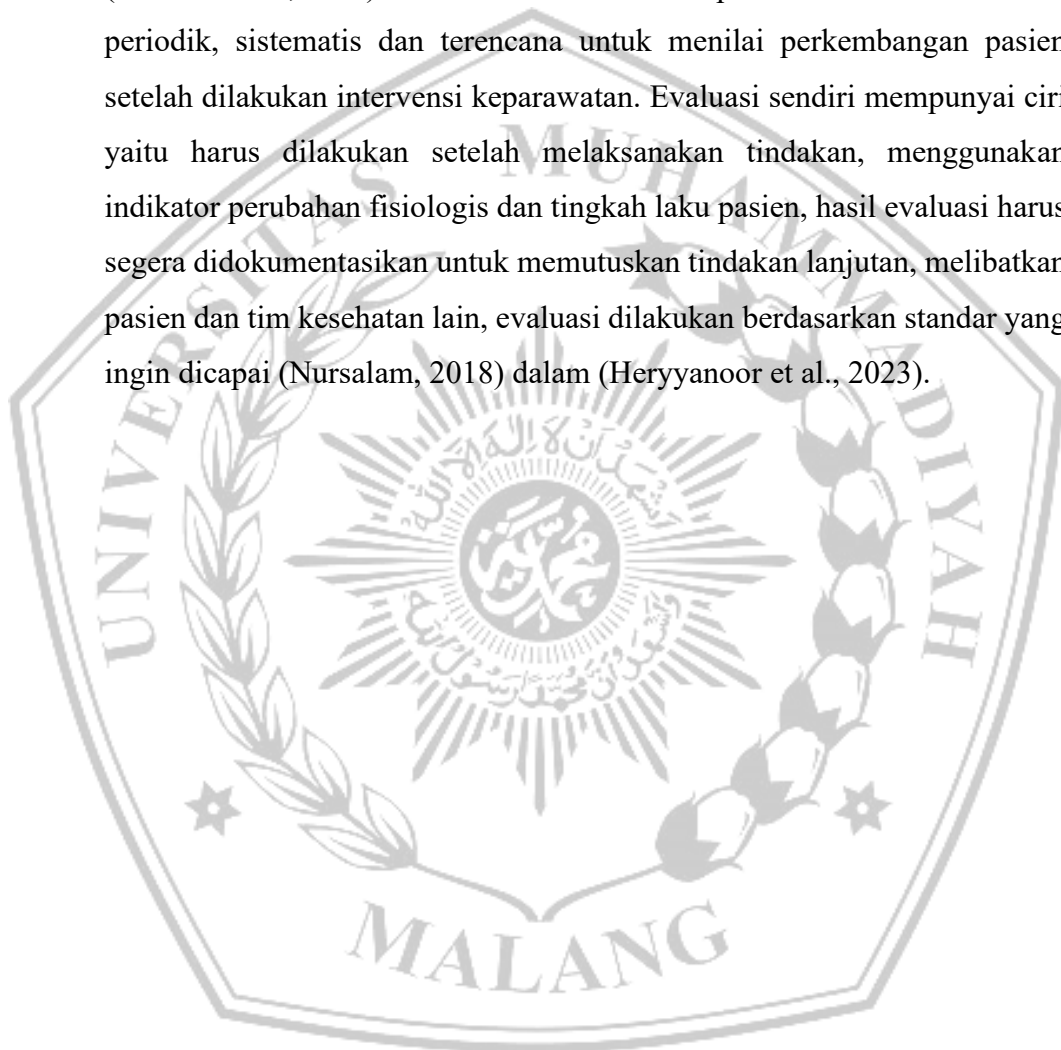 periodik, sistematis dan terencana untuk menilai perkembangan pasien
setelah dilakukan intervensi keparawatan. Evaluasi sendiri mempunyai ciri
yaitu harus dilakukan setelah melaksanakan tindakan, menggunakan
indikator perubahan fisiologis dan tingkah laku pasien, hasil evaluasi harus
segera didokumentasikan untuk memutuskan tindakan lanjutan, melibatkan
pasien dan tim kesehatan lain, evaluasi dilakukan berdasarkan standar yang
ingin dicapai (Nursalam, 2018) dalam (Heryyanoor et al., 2023).
UNIVERSITAS MUHAMMADIYAH
MALANG